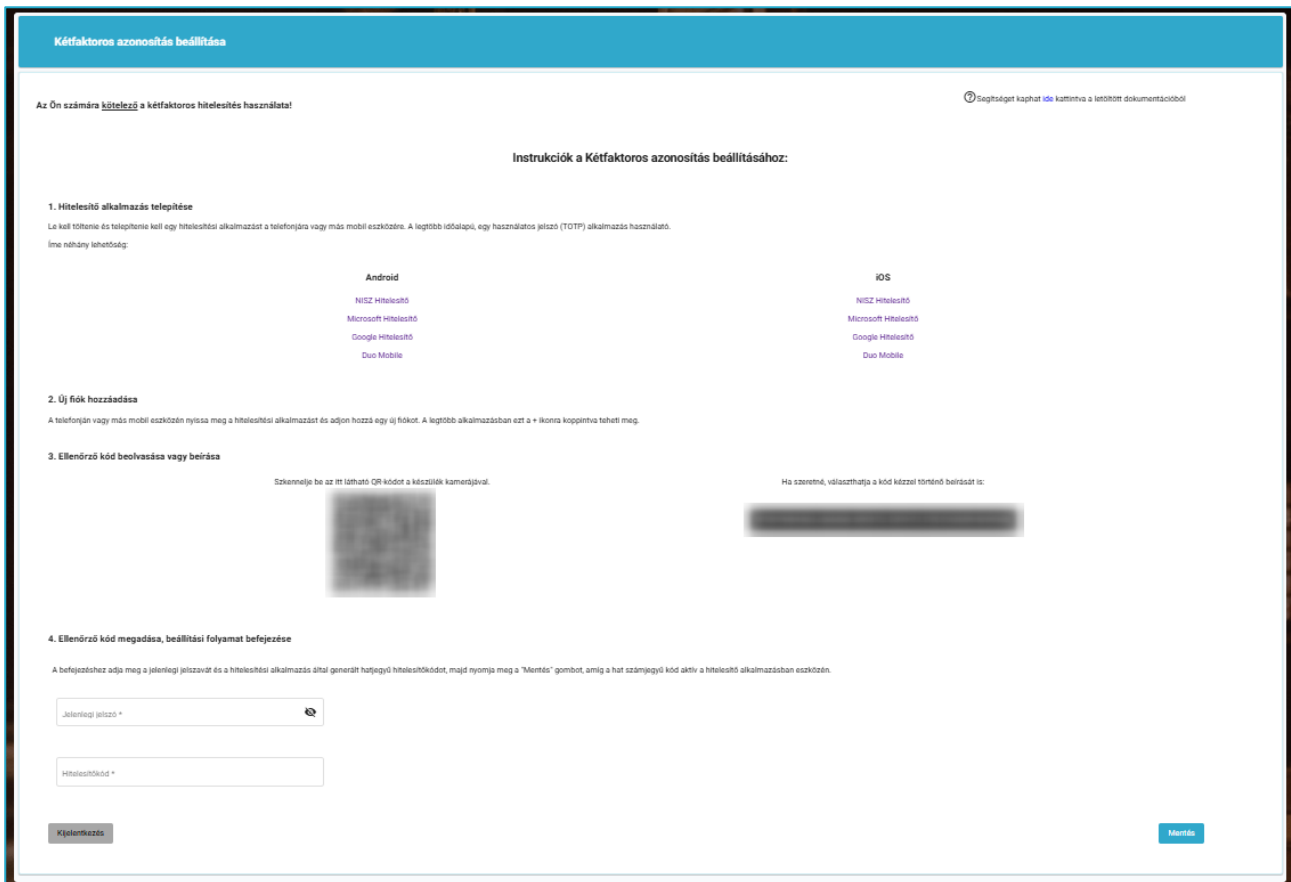 Kétfaktoros azonosítás beállítása
Az Ön számára kötelező a kétfaktoros hitelesítés használata!
Segítséget kaphat ide kattintva a letöltött dokumentációból
Instrukciók a Kétfaktoros azonosítás beállításához:
1. Hitelesítő alkalmazás telepítése
Le kell töltenie és telepítenie kell egy hitelesítési alkalmazást a telefonjára vagy más mobil eszközére. A legtöbb időalapú, egy használatos jelszó (TOTP) alkalmazás használató.
Íme néhány lehetőség:
Android
NISZ Hitelesítő
Microsoft Hitelesítő
Google Hitelesítő
Duo Mobile
iOS
NISZ Hitelesítő
Microsoft Hitelesítő
Google Hitelesítő
Duo Mobile
2. Új fiók hozzáadása
A telefonján vagy más mobil eszközén nyissa meg a hitelesítési alkalmazást és adjon hozzá egy új fiókot. A legtöbb alkalmazásban ezt a + ikonra koppintva teheti meg.
3. Ellenőrző kód beolvasása vagy beírása
Szkennelje be az itt látható QR-kódot a készülék kamerájával.
Ha szeretné, választhatja a kód kézzel történő beírását is:
4. Ellenőrző kód megadása, beállítási folyamat befejezése
A befejezéshez adja meg a jelenlegi jelszavát és a hitelesítési alkalmazás által generált hatjegyű hitelesítőkódot, majd nyomja meg a "Mentés" gombot, amíg a hat számjegyű kód aktív a hitelesítő alkalmazásban eszközén.
Jelenlegi jelszó *
Hitelesítőkód *
Kijelentkezés
Mentés